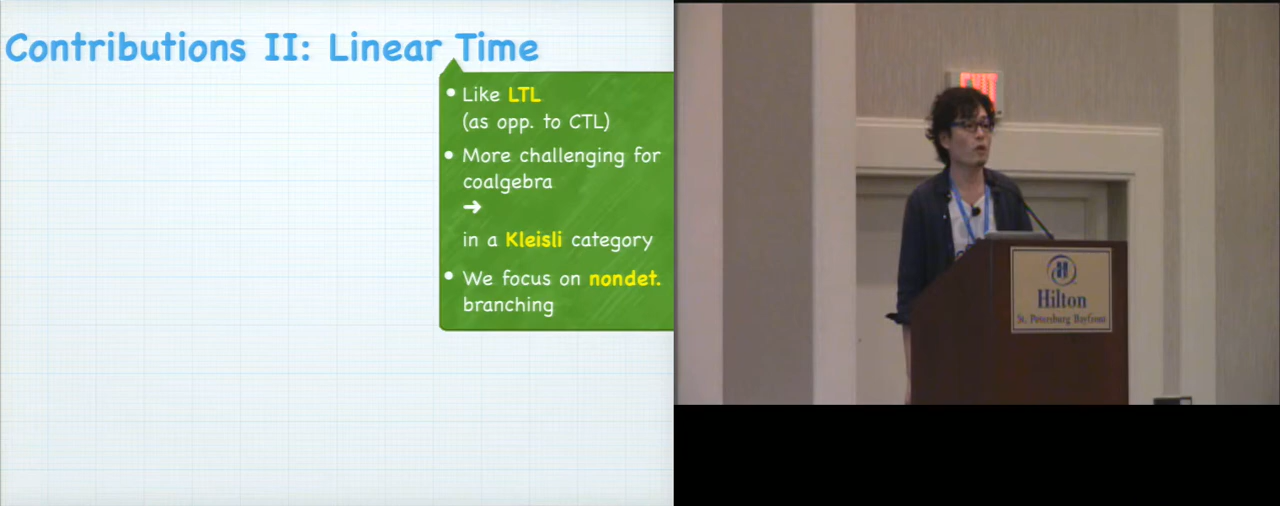 Contributions II: Linear Time
• Like LTL
(as opp. to CTL)
• More challenging for
coalgebra
➜
in a Kleisli category
• We focus on nondet.
branching
EXIT
Hilton
St. Petersburg Bayfront